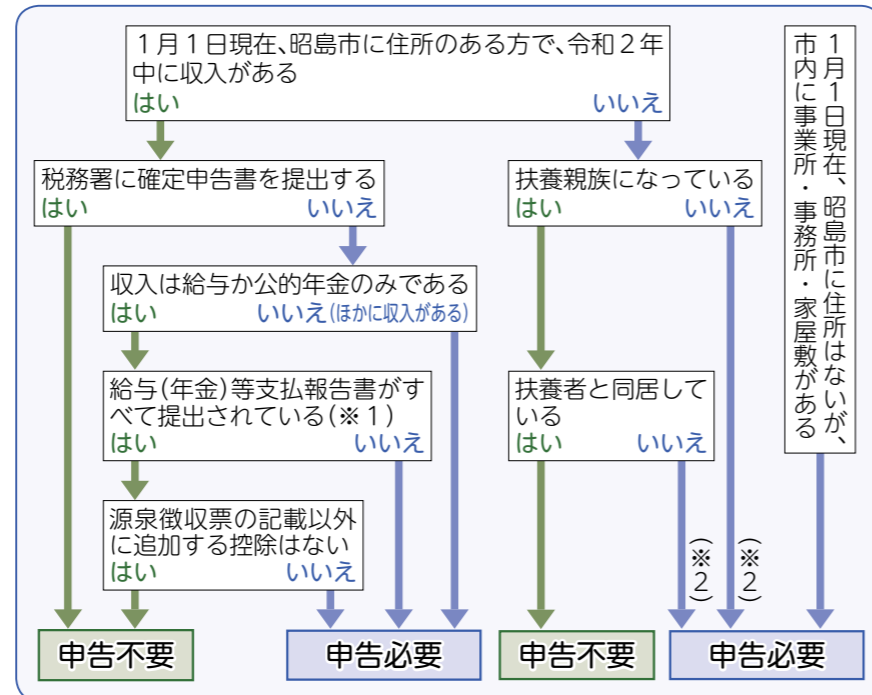 1月1日現在、昭島市に住所のある方で、令和2年
中に収入がある
はい いいえ
税務署に確定申告書を提出する
はい いいえ
収入は給与か公的年金のみである
はい いいえ(ほかに収入がある)
給与(年金)等支払報告書がす
べて提出されている(※1)
はい いいえ
源泉徴収票の記載以外
に追加する控除はない
はい いいえ
扶養親族になっている
はい いいえ
扶養者と同居して
いる
はい いいえ
(※2)
(※2)
1月1日現在、昭島市に住所はないが、
市内に事業所・事務所・家屋敷がある
申告不要
申告必要
申告不要
申告必要